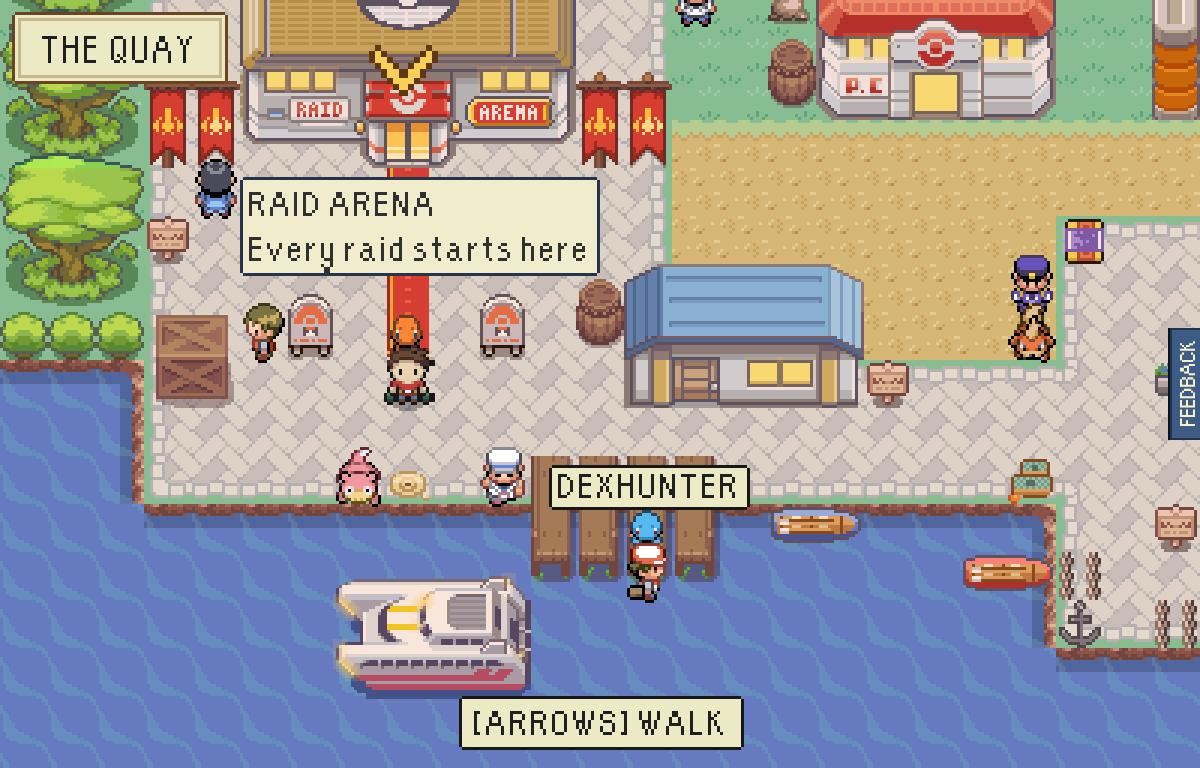 THE QUAY
RAID
ARENA!
P.C
RAID ARENA
Every raid starts here
FEEDBACK
DEXHUNTER
[ARROWS] WALK